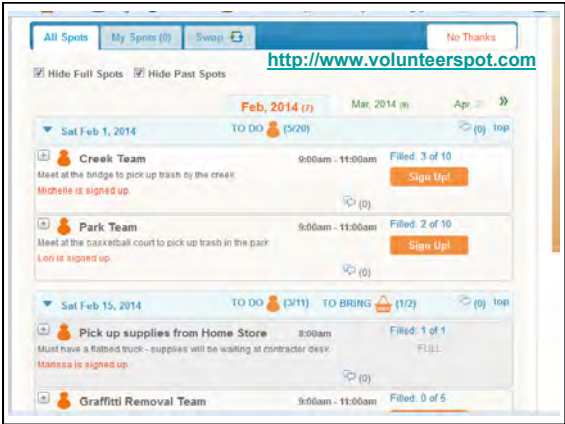 All Spots My Spots (0) Swap No Thanks
http://www.volunteerspot.com
Hide Full Spots Hide Past Spots
Feb, 2014 (7) Mar, 2014 (9) Apr, »
Sat Feb 1, 2014 TO DO (5/20) (0) top
Creek Team 9:00am - 11:00am Filled: 3 of 10
Meet at the bridge to pick up trash by the creek. Sign Up!
Michelle is signed up.
(0)
Park Team 9:00am - 11:00am Filled: 2 of 10
Meet at the basketball court to pick up trash in the park Sign Up!
Lori is signed up.
(0)
Sat Feb 15, 2014 TO DO (3/11) TO BRING (1/2) (0) top
Pick up supplies from Home Store 8:00am Filled: 1 of 1
Must have a flatbed truck - supplies will be waiting at contractor desk. FULL
Marissa is signed up.
(0)
Graffitti Removal Team 9:00am - 11:00am Filled: 0 of 5